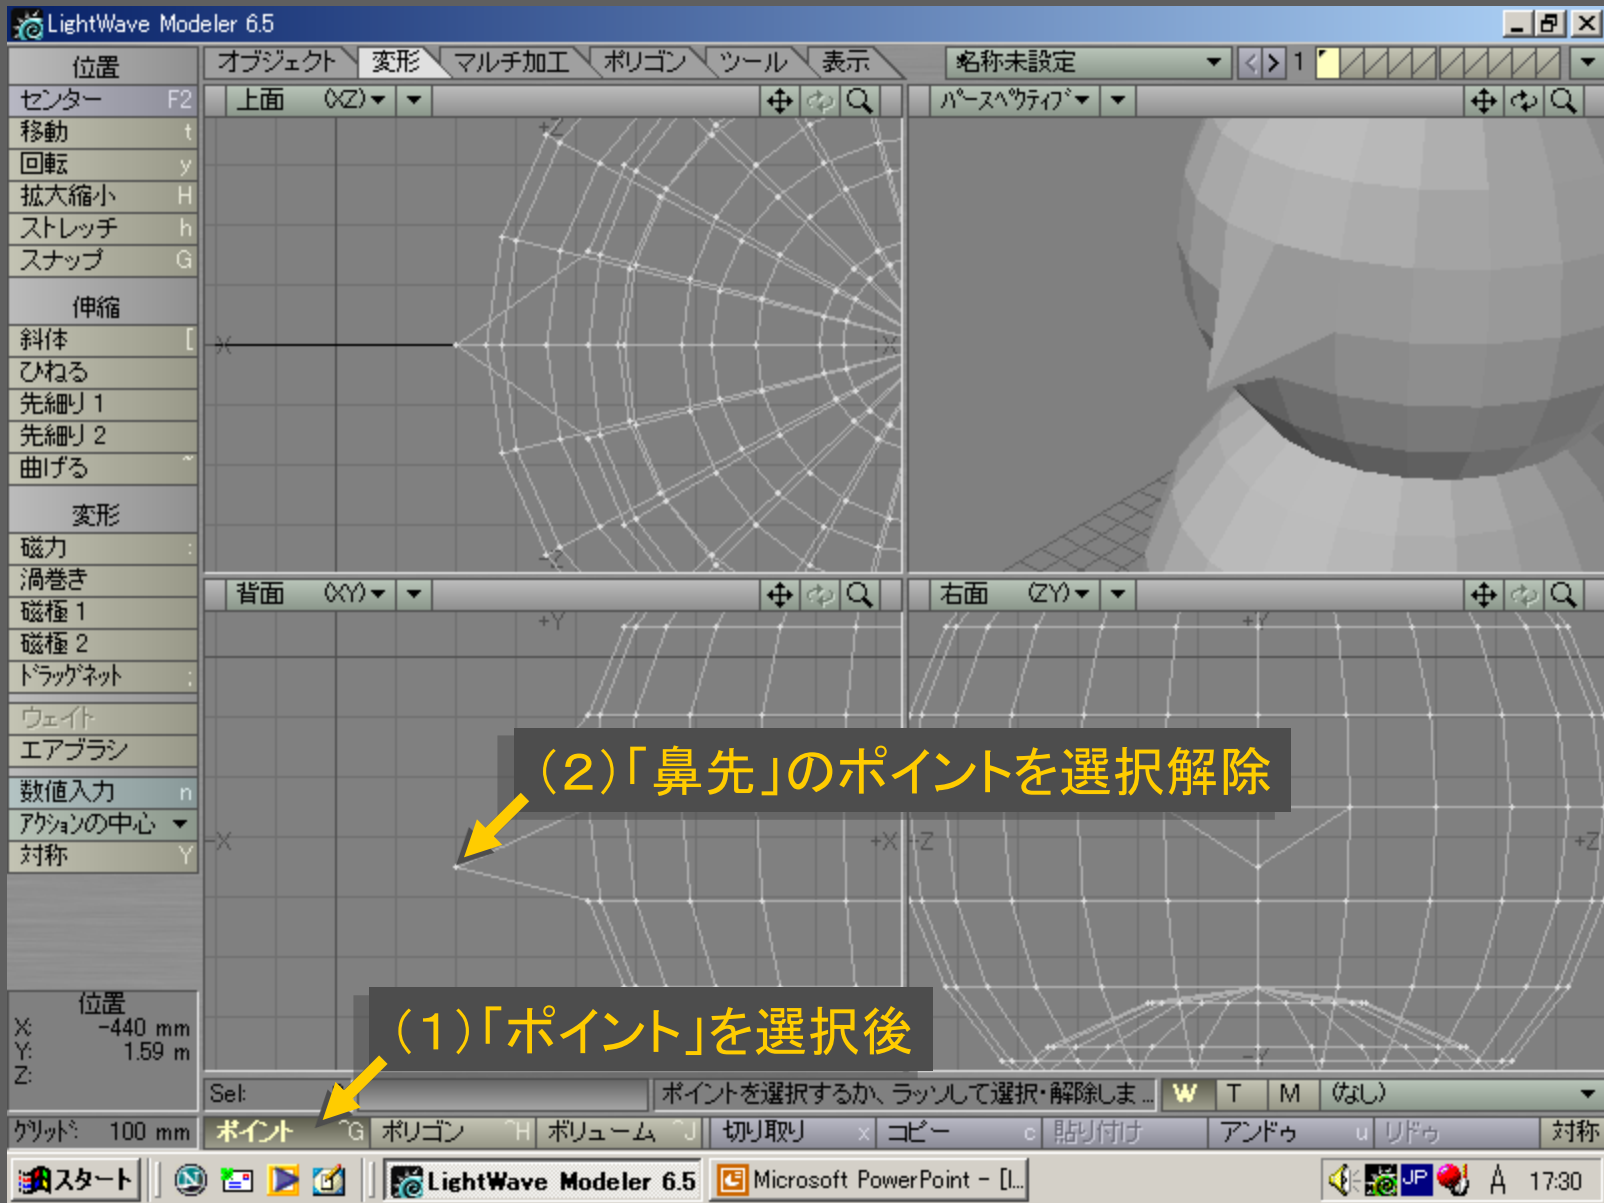 LightWave Modeler 6.5
位置
オブジェクト 変形 マルチ加工 ポリゴン ツール 表示
名称未設定
1
センター F2
移動 t
回転 y
拡大縮小 H
ストレッチ h
スナップ G
伸縮
斜体 [
ひねる
先細り 1
先細り 2
曲げる ~
変形
磁力 :
渦巻き
磁極 1
磁極 2
ドラッグネット ;
ウェイト
エアブラシ
数値入力 n
アクションの中心
対称 Y
上面 (XZ)
+Z
-X
+X
-Z
パースペクティブ
背面 (XY)
+Y
-X
+X
右面 (ZY)
+Y
-Z
+Z
-Y
(2)「鼻先」のポイントを選択解除
(1)「ポイント」を選択後
位置
X: -440 mm
Y: 1.59 m
Z:
Sel:
ポイントを選択するか、ラッソして選択・解除しま...
W T M (なし)
グリッド: 100 mm
ポイント ^G ポリゴン ^H ボリューム ^J 切り取り x コピー c 貼り付け アンドゥ u リドゥ 対称
スタート
LightWave Modeler 6.5
Microsoft PowerPoint - [l...
JP A 17:30